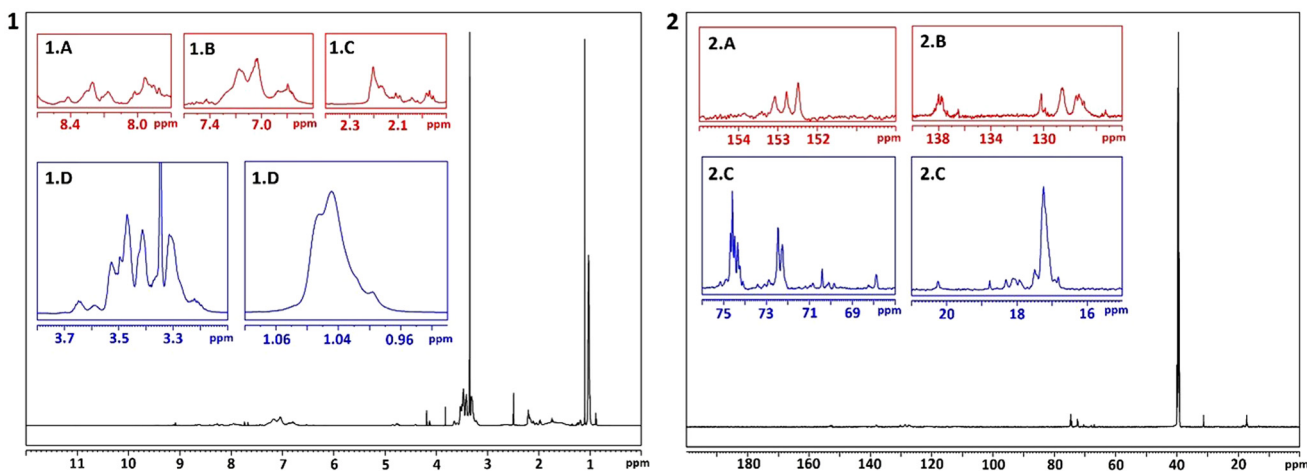 1
1.A
8.4 8.0 ppm
1.B
7.4 7.0 ppm
1.C
2.3 2.1 ppm
1.D
3.7 3.5 3.3 ppm
1.D
1.06 1.04 0.96 ppm
11 10 9 8 7 6 5 4 3 2 1 ppm
2
2.A
154 153 152 ppm
2.B
138 134 130 ppm
2.C
75 73 71 69 ppm
2.C
20 18 16 ppm
180 160 140 120 100 80 60 40 20 ppm